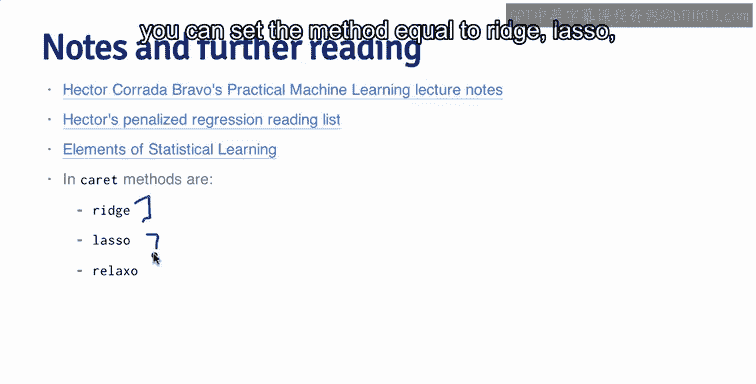 you can set the method equal to ridge, lasso,
Notes and further reading
· Hector Corrada Bravo's Practical Machine Learning lecture notes
· Hector's penalized regression reading list
· Elements of Statistical Learning
· In caret methods are:
- ridge
- lasso
- relaxo